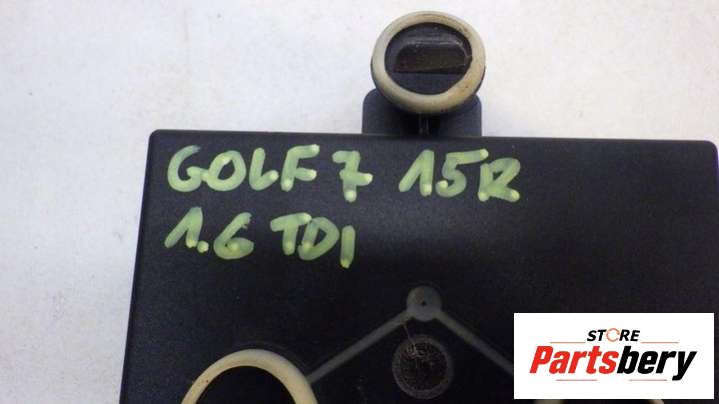 GOLF 7 15R
1.6 TDI
STORE
Partsbery